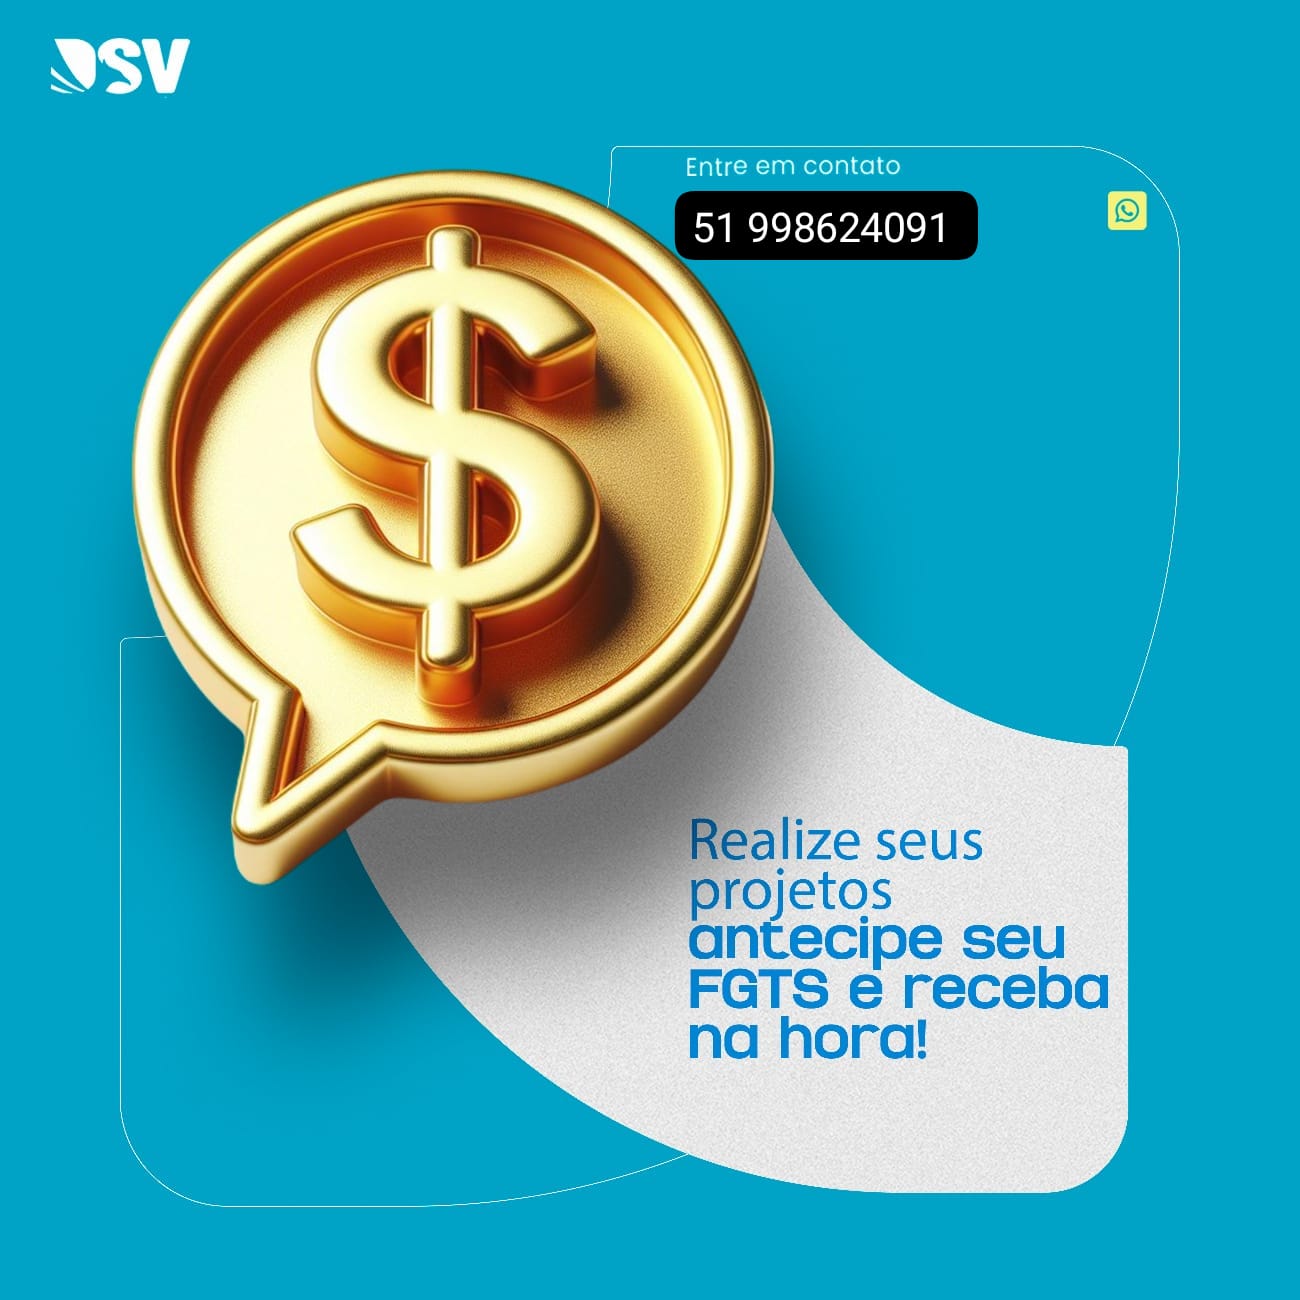 DSV
Entre em contato
51 998624091
Realize seus
projetos
antecipe seu
FGTS e receba
na hora!